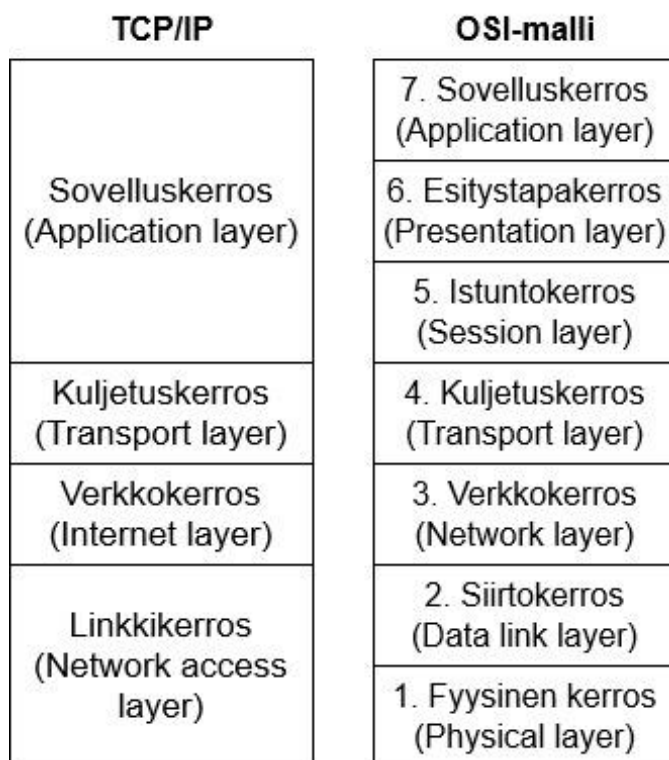 TCP/IP
Sovelluskerros
(Application layer)
Kuljetuskerros
(Transport layer)
Verkkokerros
(Internet layer)
Linkkikerros
(Network access
layer)
OSI-malli
7. Sovelluskerros
(Application layer)
6. Esitystapakerros
(Presentation layer)
5. Istuntokerros
(Session layer)
4. Kuljetuskerros
(Transport layer)
3. Verkkokerros
(Network layer)
2. Siirtokerros
(Data link layer)
1. Fyysinen kerros
(Physical layer)